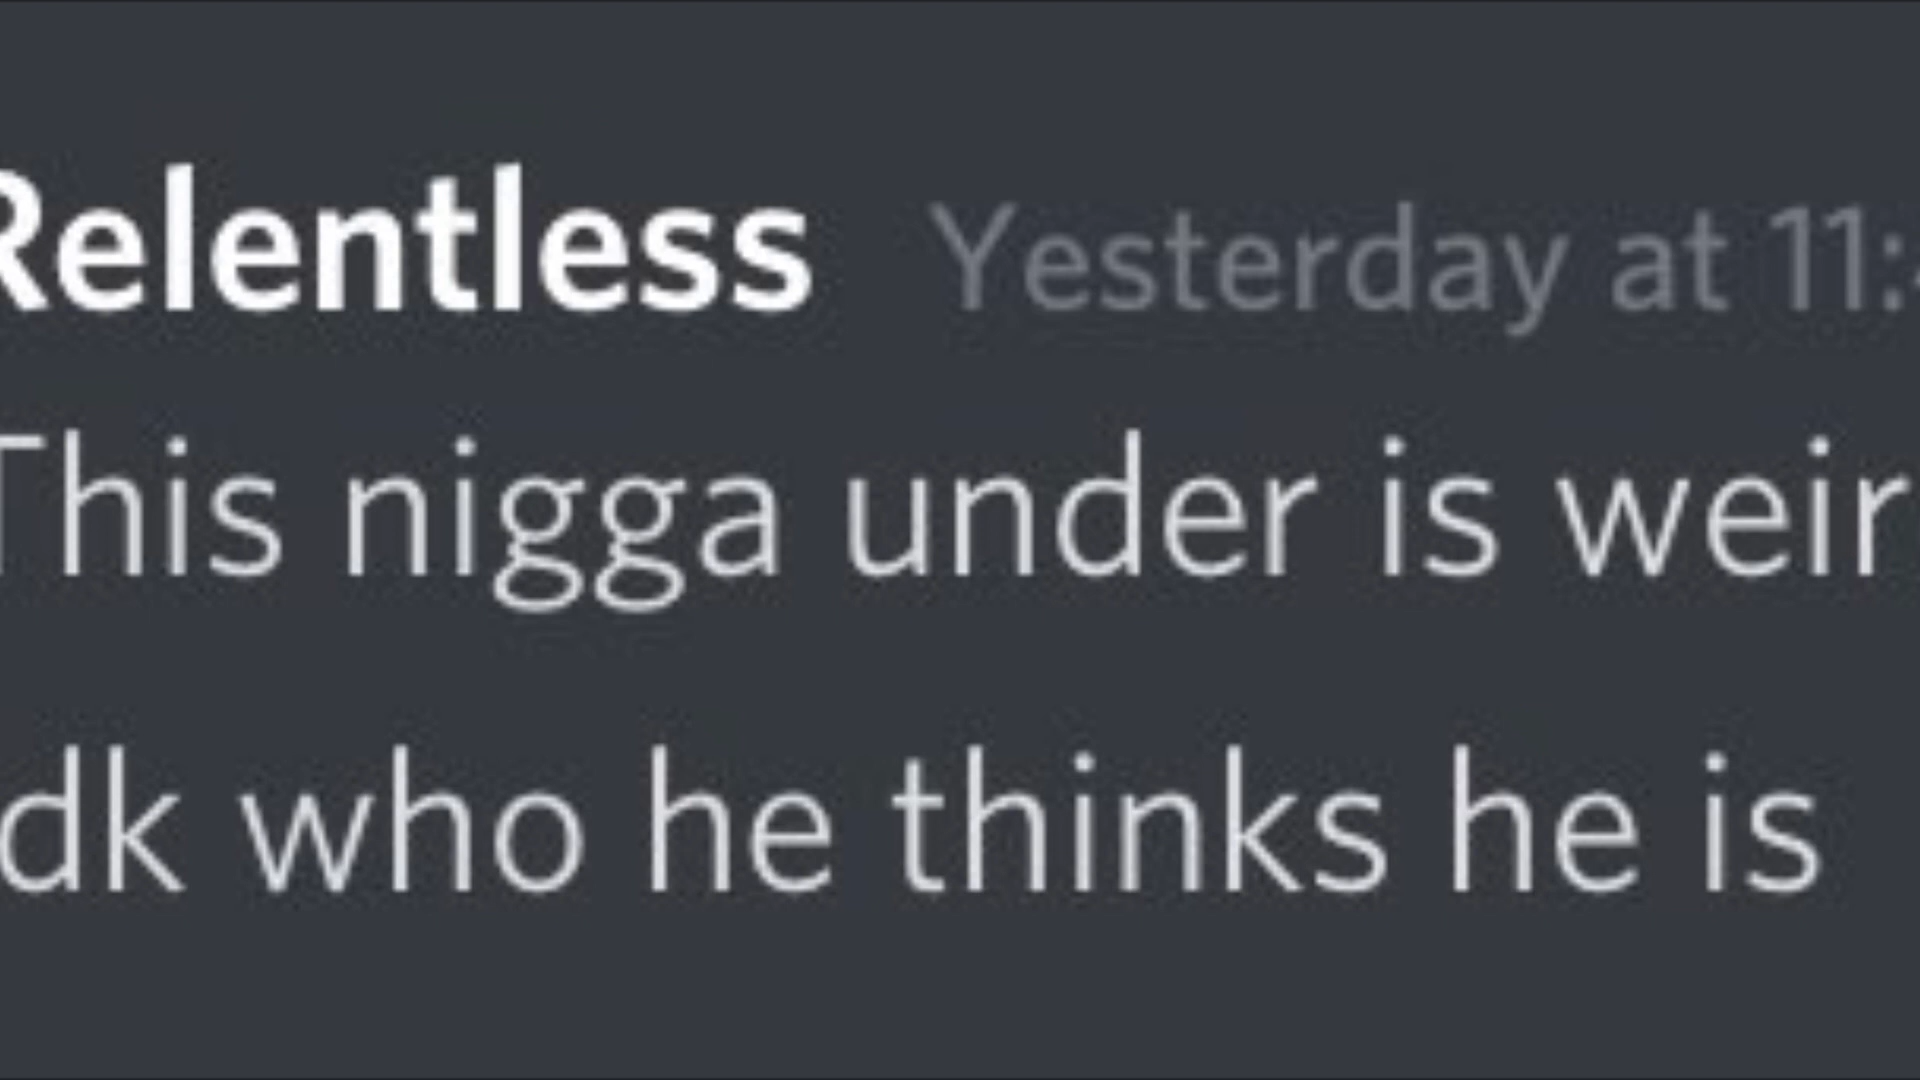 Relentless Yesterday at 11:
This nigga under is weir
dk who he thinks he is